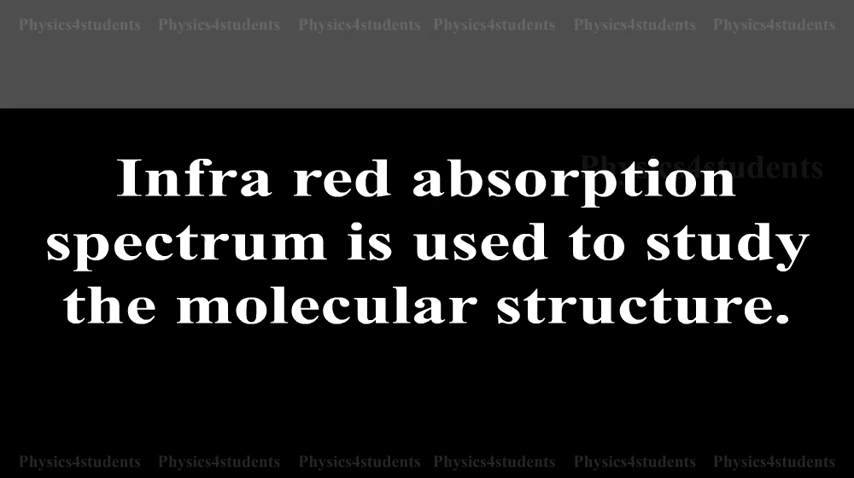 Physics4students Physics4students Physics4students Physics4students Physics4students Physics4students
Physics4students
Infra red absorption
spectrum is used to study
the molecular structure.
Physics4students Physics4students Physics4students Physics4students Physics4students Physics4students